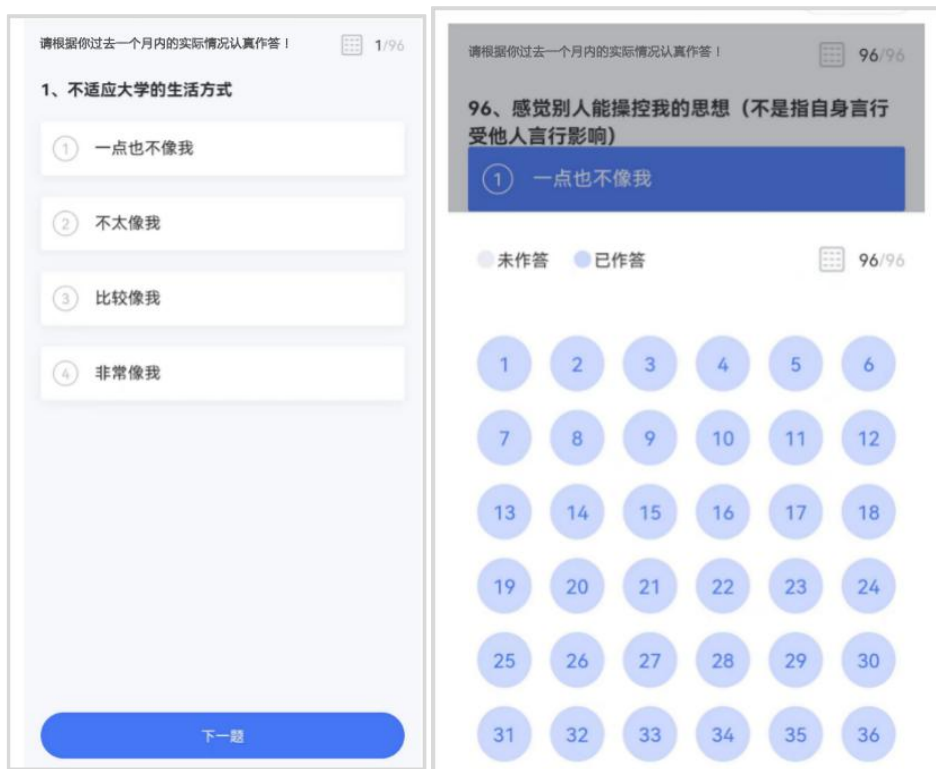 请根据你过去一个月内的实际情况认真作答！
1/96
1、不适应大学的生活方式
1 一点也不像我
2 不太像我
3 比较像我
4 非常像我
下一题
请根据你过去一个月内的实际情况认真作答！
96/96
96、感觉别人能操控我的思想（不是指自身言行
受他人言行影响）
1 一点也不像我
未作答 已作答 96/96
1 2 3 4 5 6
7 8 9 10 11 12
13 14 15 16 17 18
19 20 21 22 23 24
25 26 27 28 29 30
31 32 33 34 35 36